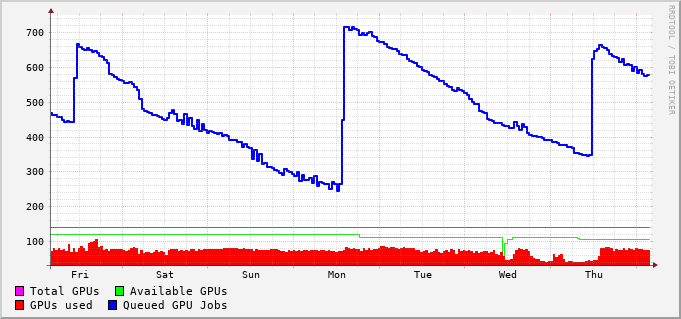 700
600
500
400
300
200
100
Fri Sat Sun Mon Tue Wed Thu
Total GPUs Available GPUs
GPUs used Queued GPU Jobs
RRDTOOL / TOBI OETIKER